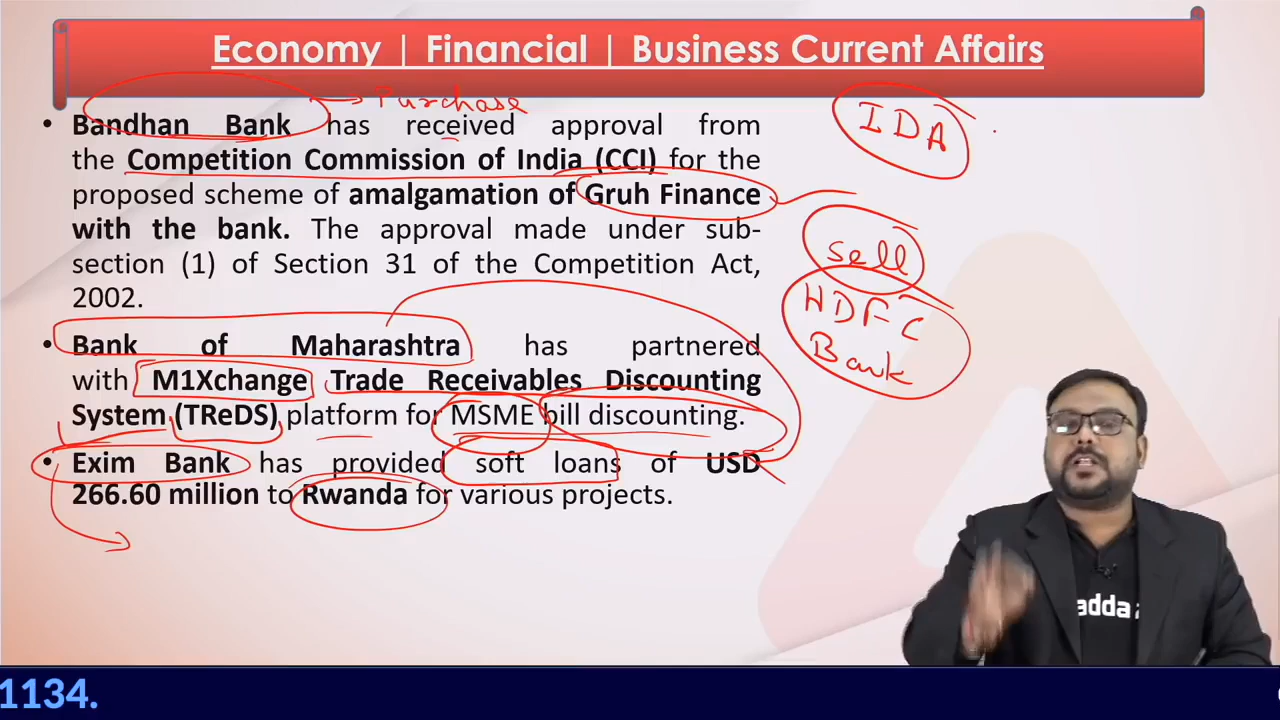 Economy | Financial | Business Current Affairs
Purchase
IDA
• Bandhan Bank has received approval from
the Competition Commission of India (CCI) for the
proposed scheme of amalgamation of Gruh Finance
with the bank. The approval made under sub-
section (1) of Section 31 of the Competition Act,
2002.
sell
HDFC
Bank
• Bank of Maharashtra has partnered
with M1Xchange Trade Receivables Discounting
System (TReDS) platform for MSME bill discounting.
• Exim Bank has provided soft loans of USD
266.60 million to Rwanda for various projects.
adda
1134.